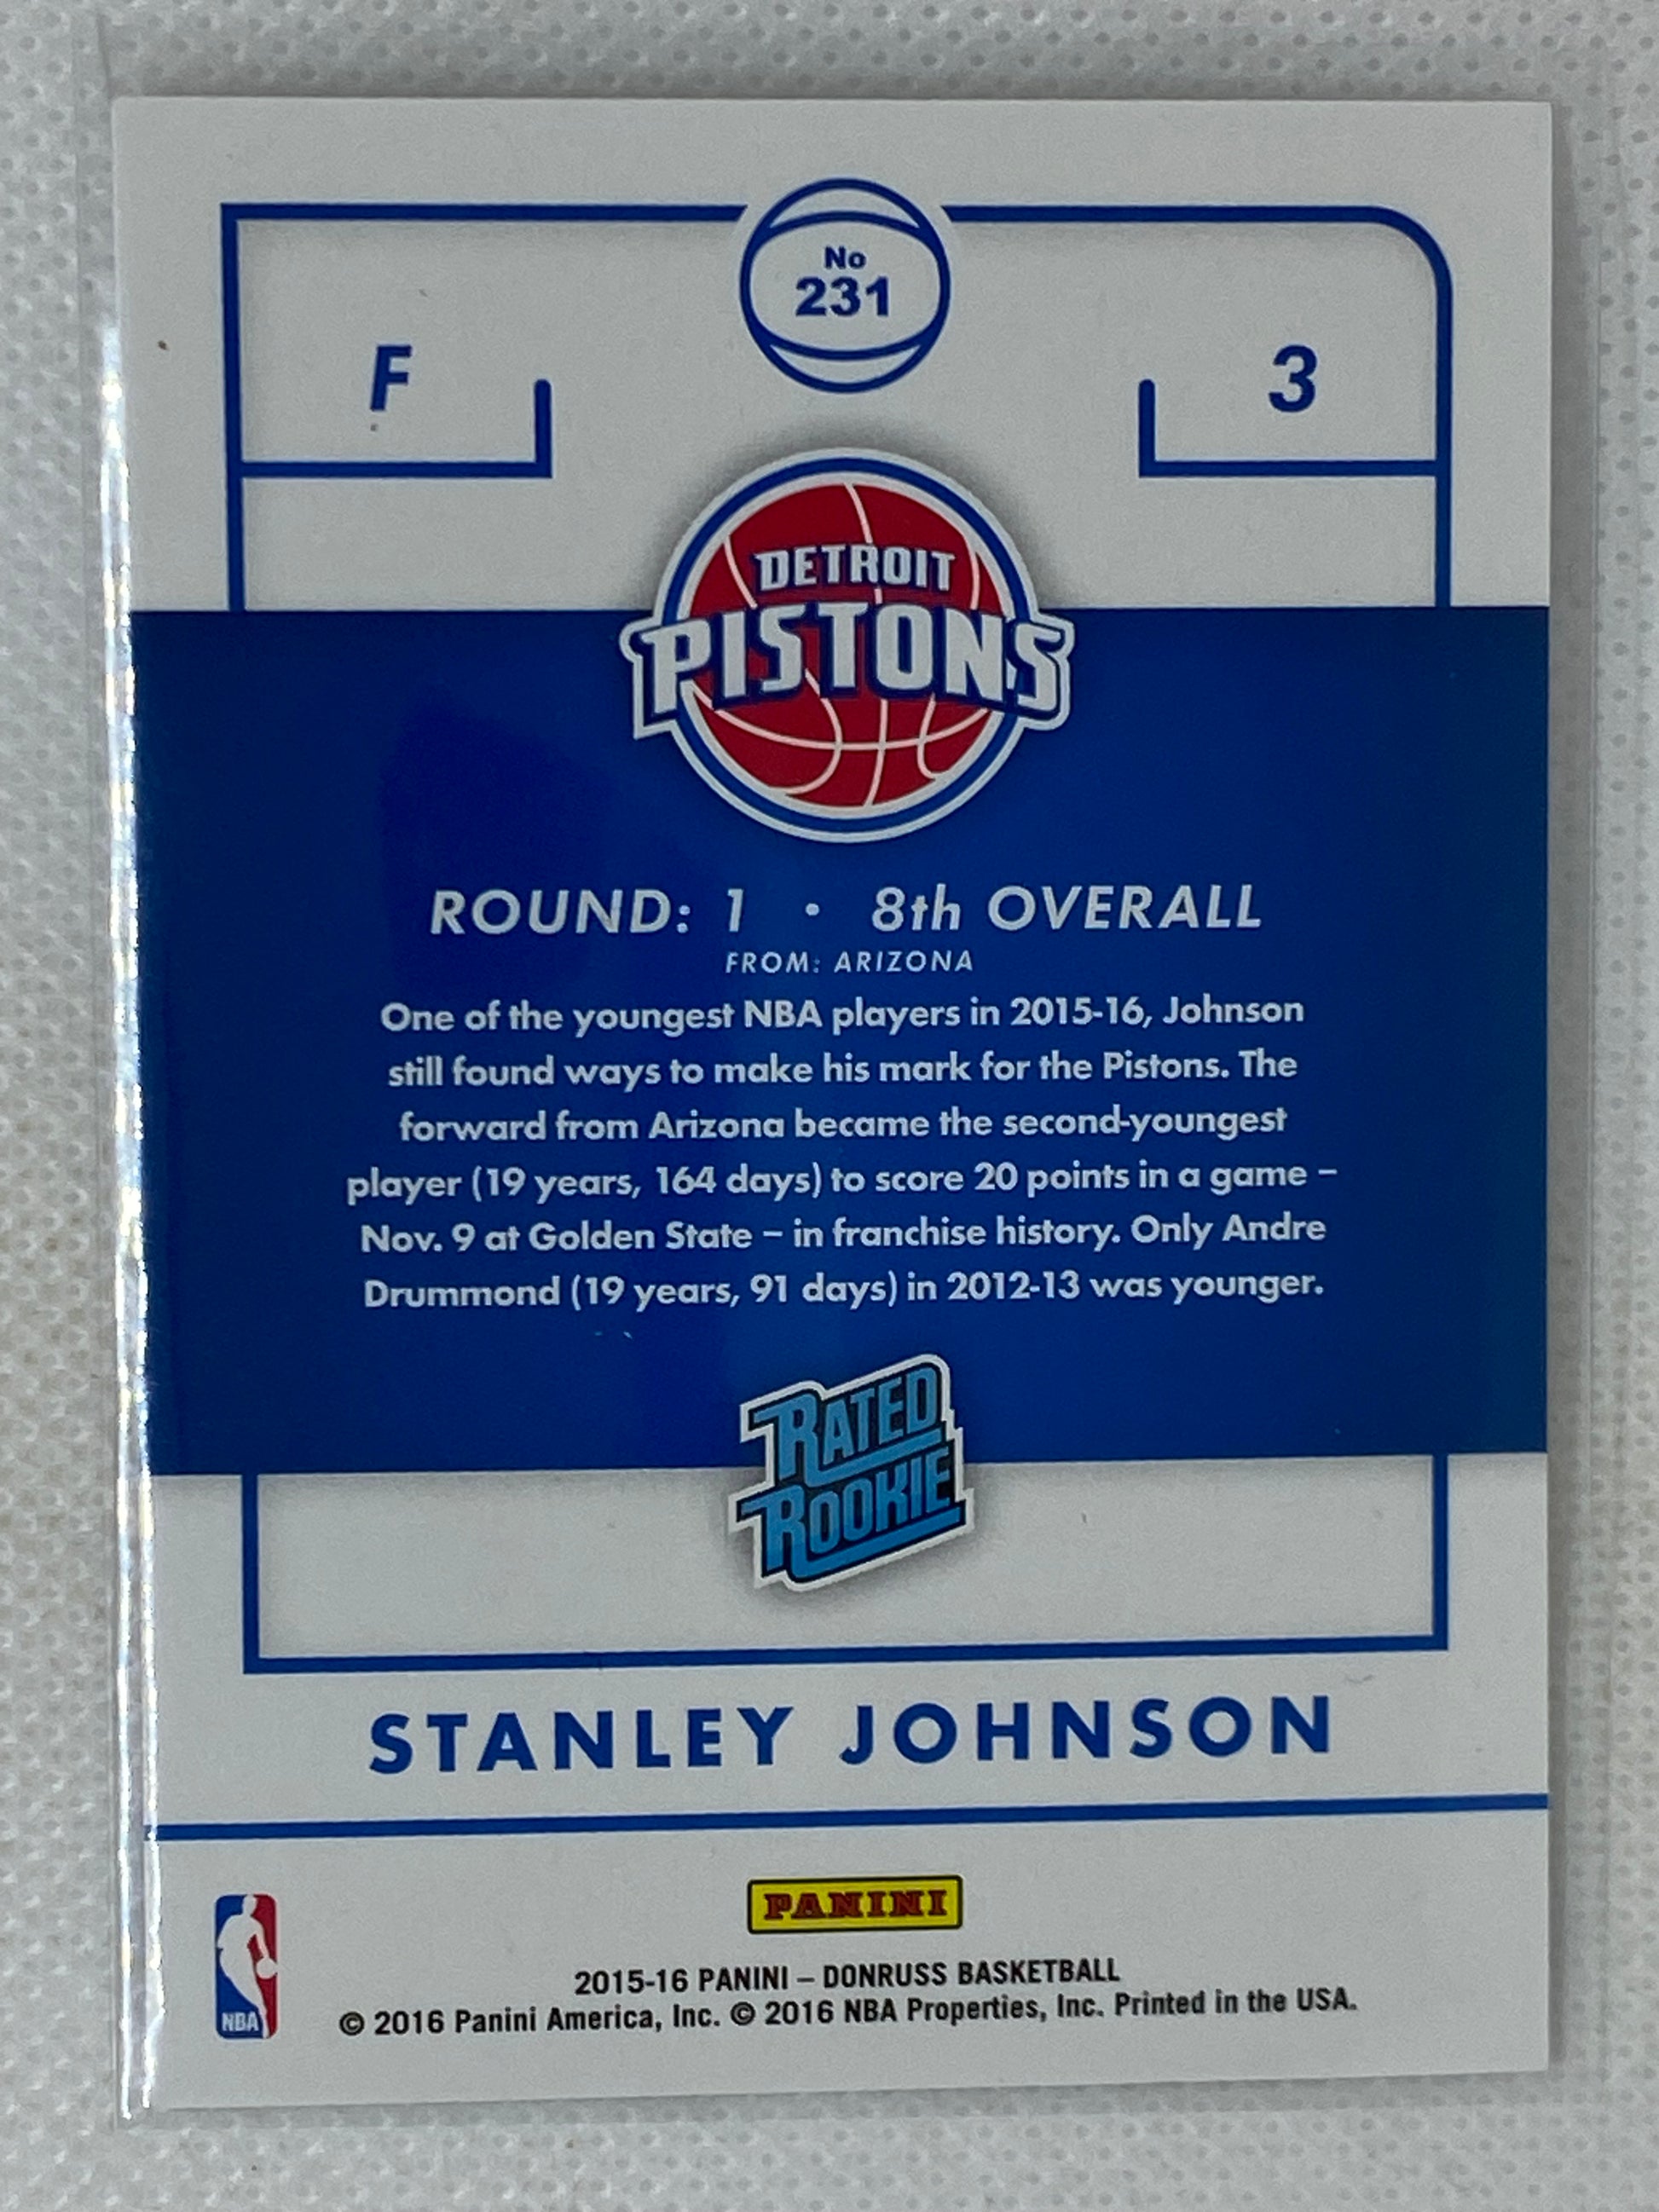 No
231
F
3
DETROIT
PISTONS
ROUND: 1 • 8th OVERALL
FROM: ARIZONA
One of the youngest NBA players in 2015-16, Johnson
still found ways to make his mark for the Pistons. The
forward from Arizona became the second-youngest
player (19 years, 164 days) to score 20 points in a game –
Nov. 9 at Golden State – in franchise history. Only Andre
Drummond (19 years, 91 days) in 2012-13 was younger.
RATED
ROOKIE
STANLEY JOHNSON
PANINI
NBA
2015-16 PANINI – DONRUSS BASKETBALL
© 2016 Panini America, Inc. © 2016 NBA Properties, Inc. Printed in the USA.